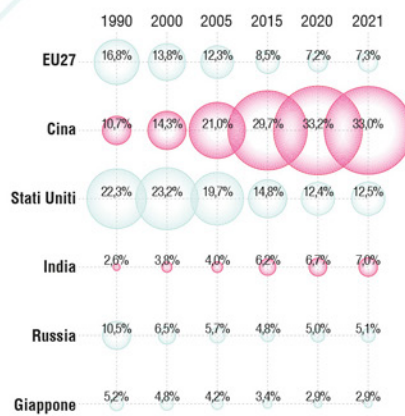 1990 2000 2005 2015 2020 2021
EU27 16,8% 13,8% 12,3% 8,5% 7,2% 7,3%
Cina 10,7% 14,3% 21,0% 29,7% 33,2% 33,0%
Stati Uniti 22,3% 23,2% 19,7% 14,8% 12,4% 12,5%
India 2,6% 3,8% 4,0% 6,2% 6,7% 7,0%
Russia 10,5% 6,5% 5,7% 4,8% 5,0% 5,1%
Giappone 5,2% 4,8% 4,2% 3,4% 2,9% 2,9%